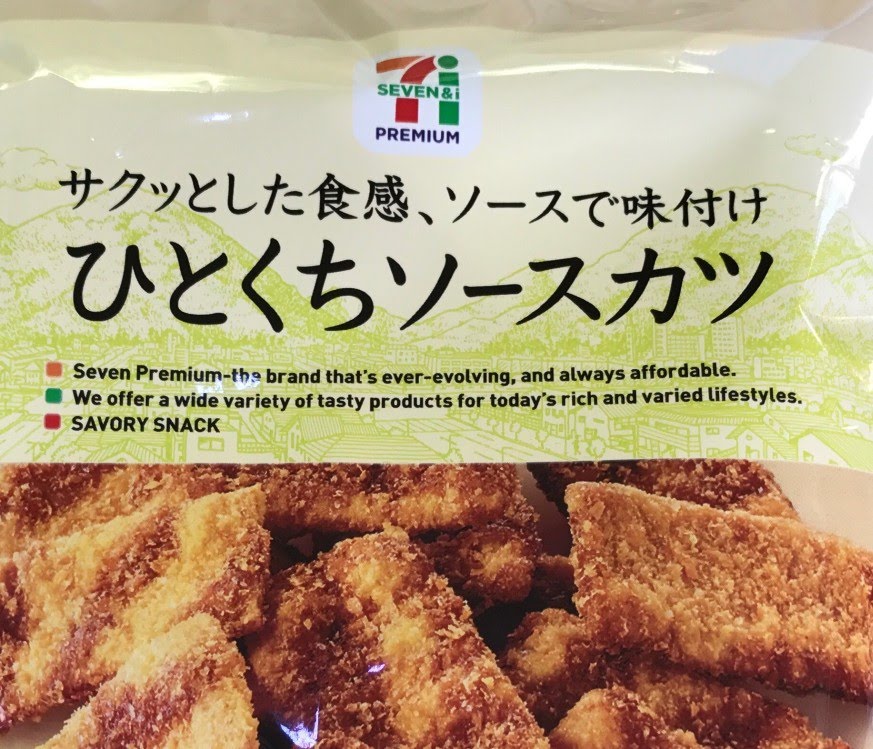 SEVEN&i
PREMIUM
サクッとした食感、ソースで味付け
ひとくちソースカツ
Seven Premium-the brand that's ever-evolving, and always affordable.
We offer a wide variety of tasty products for today's rich and varied lifestyles.
SAVORY SNACK